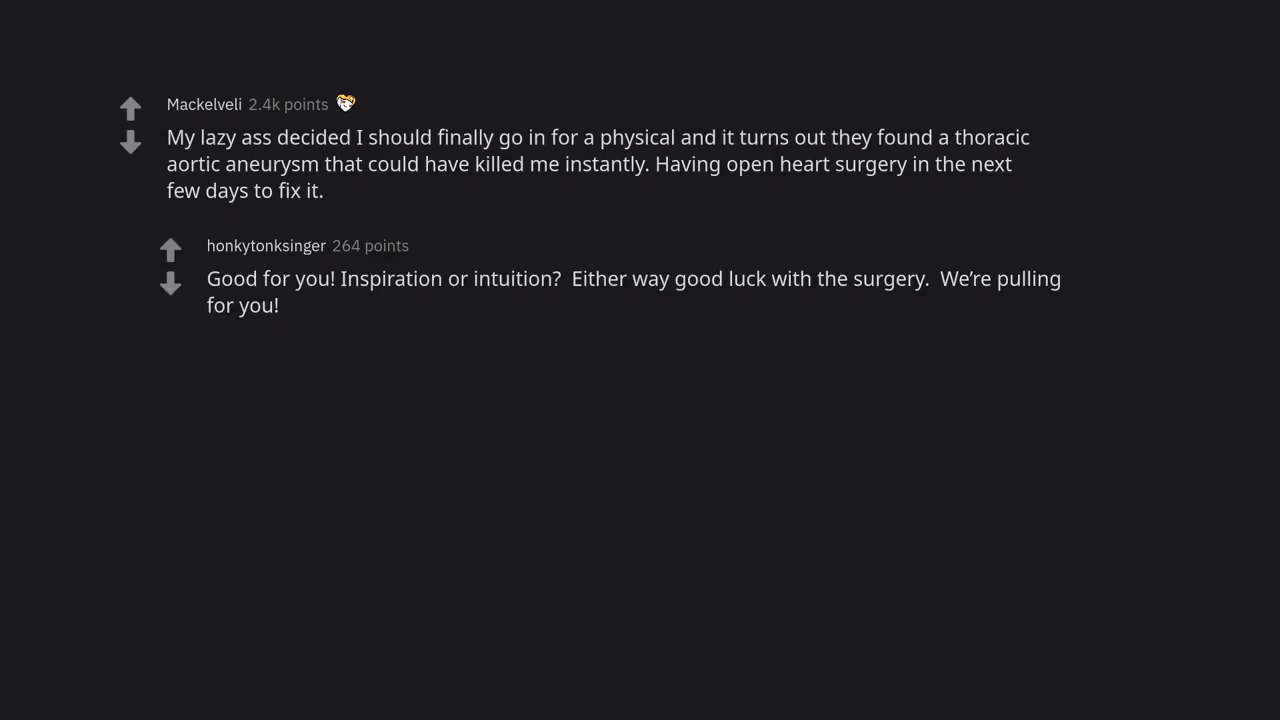 Mackelveli 2.4k points
My lazy ass decided I should finally go in for a physical and it turns out they found a thoracic
aortic aneurysm that could have killed me instantly. Having open heart surgery in the next
few days to fix it.
honkytonksinger 264 points
Good for you! Inspiration or intuition?  Either way good luck with the surgery.  We’re pulling
for you!